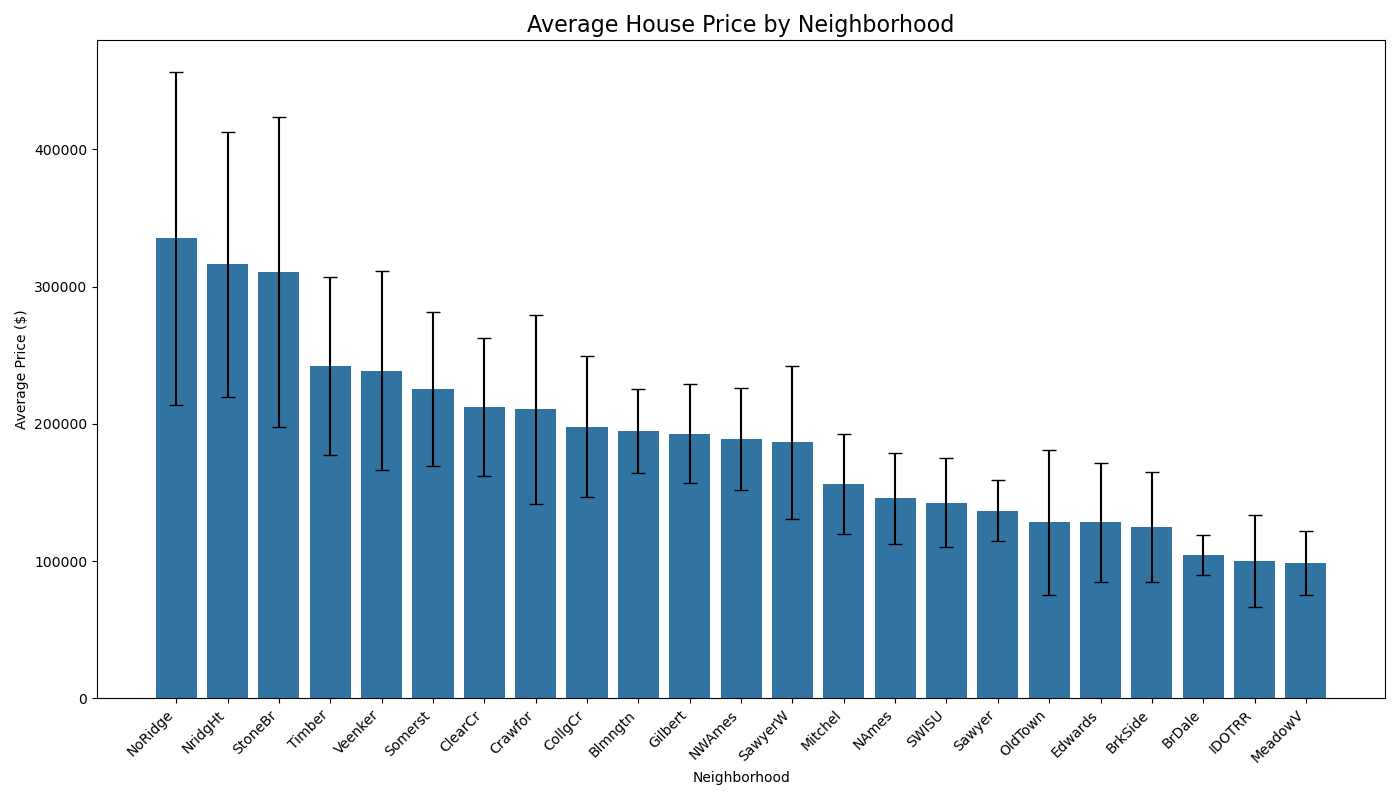 Average House Price by Neighborhood
Average Price ($)
400000
300000
200000
100000
0
NoRidge
NridgHt
StoneBr
Timber
Veenker
Somerst
ClearCr
Crawfor
CollgCr
Blmngtn
Gilbert
NWAmes
SawyerW
Mitchel
NAmes
SWISU
Sawyer
OldTown
Edwards
BrkSide
BrDale
IDOTRR
MeadowV
Neighborhood